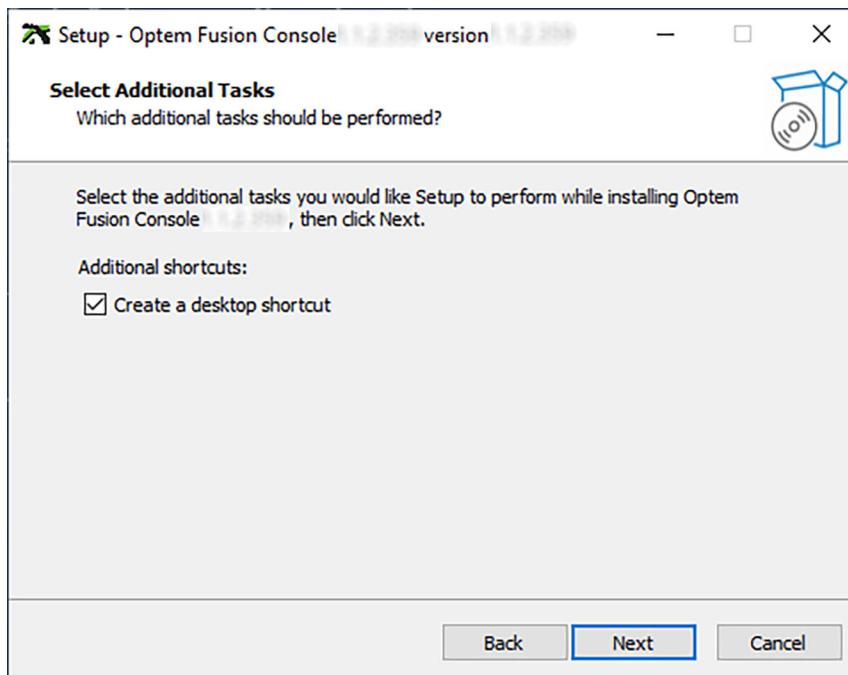 Setup - Optem Fusion Console version
Select Additional Tasks
Which additional tasks should be performed?
Select the additional tasks you would like Setup to perform while installing Optem
Fusion Console , then click Next.
Additional shortcuts:
Create a desktop shortcut
Back Next Cancel